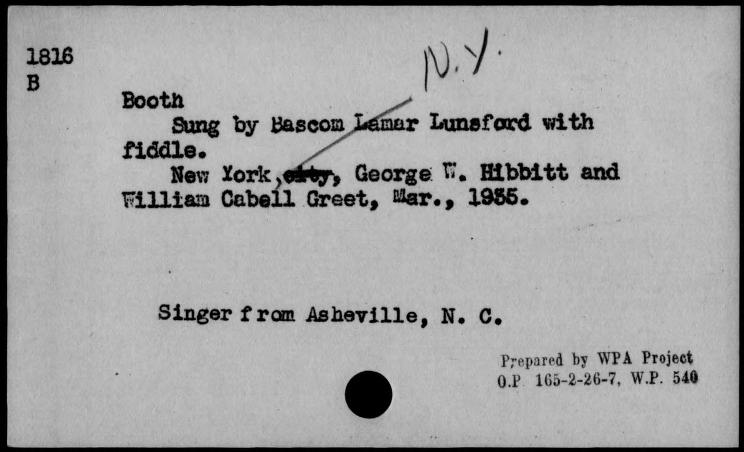 N.Y.
1816
B
Booth
Sung by Bascom Lamar Lunsford with
fiddle.
New York, city, George W. Hibbitt and
William Cabell Greet, Mar., 1935.
Singer from Asheville, N. C.
Prepared by WPA Project
O.P 165-2-26-7, W.P. 540